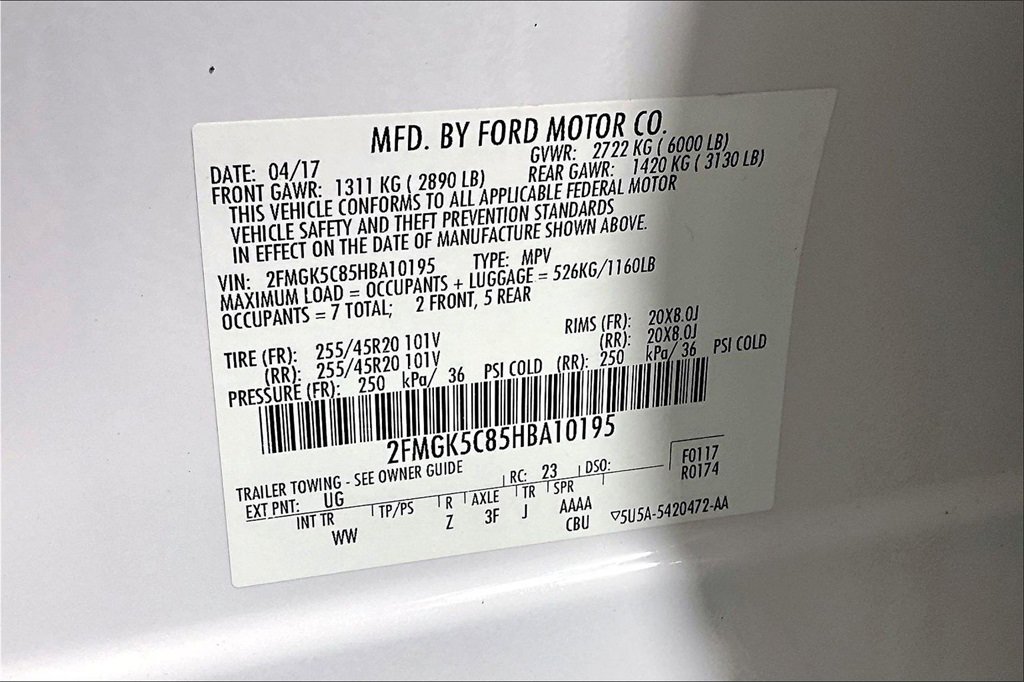 MFD. BY FORD MOTOR CO.
DATE: 04/17 GVWR: 2722 KG ( 6000 LB)
FRONT GAWR: 1311 KG ( 2890 LB) REAR GAWR: 1420 KG ( 3130 LB)
THIS VEHICLE CONFORMS TO ALL APPLICABLE FEDERAL MOTOR
VEHICLE SAFETY AND THEFT PREVENTION STANDARDS
IN EFFECT ON THE DATE OF MANUFACTURE SHOWN ABOVE.
VIN: 2FMGK5C85HBA10195 TYPE: MPV
MAXIMUM LOAD = OCCUPANTS + LUGGAGE = 526KG/1160LB
OCCUPANTS = 7 TOTAL; 2 FRONT, 5 REAR
TIRE (FR): 255/45R20 101V RIMS (FR): 20X8.0J
(RR): 255/45R20 101V (RR): 20X8.0J
PRESSURE (FR): 250 kPa/ 36 PSI COLD (RR): 250 kPa/ 36 PSI COLD
2FMGK5C85HBA10195
TRAILER TOWING - SEE OWNER GUIDE
EXT PNT: UG RC: 23 DSO: F0117
R0174
INT TR TP/PS R AXLE TR SPR
WW Z 3F J AAAA
CBU ▽5U5A-5420472-AA